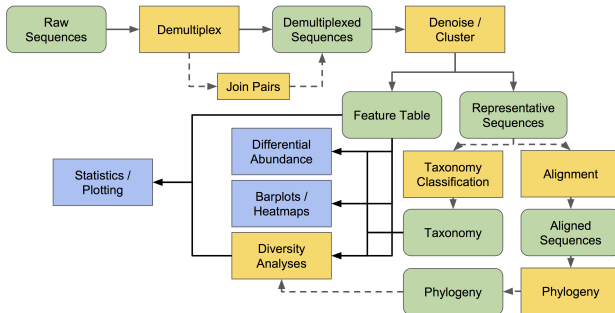 Raw
Sequences
Demultiplex
Demultiplexed
Sequences
Denoise /
Cluster
Join Pairs
Feature Table
Representative
Sequences
Differential
Abundance
Statistics /
Plotting
Taxonomy
Classification
Alignment
Barplots /
Heatmaps
Diversity
Analyses
Taxonomy
Aligned
Sequences
Phylogeny
Phylogeny